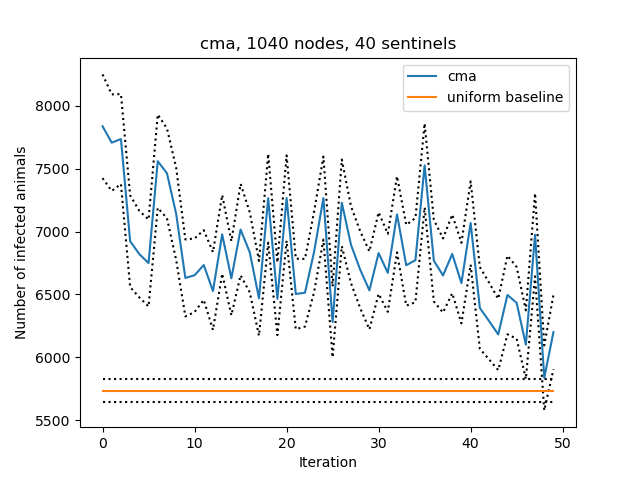 cma, 1040 nodes, 40 sentinels
cma
uniform baseline
Number of infected animals
8000
7500
7000
6500
6000
5500
0 10 20 30 40 50
Iteration